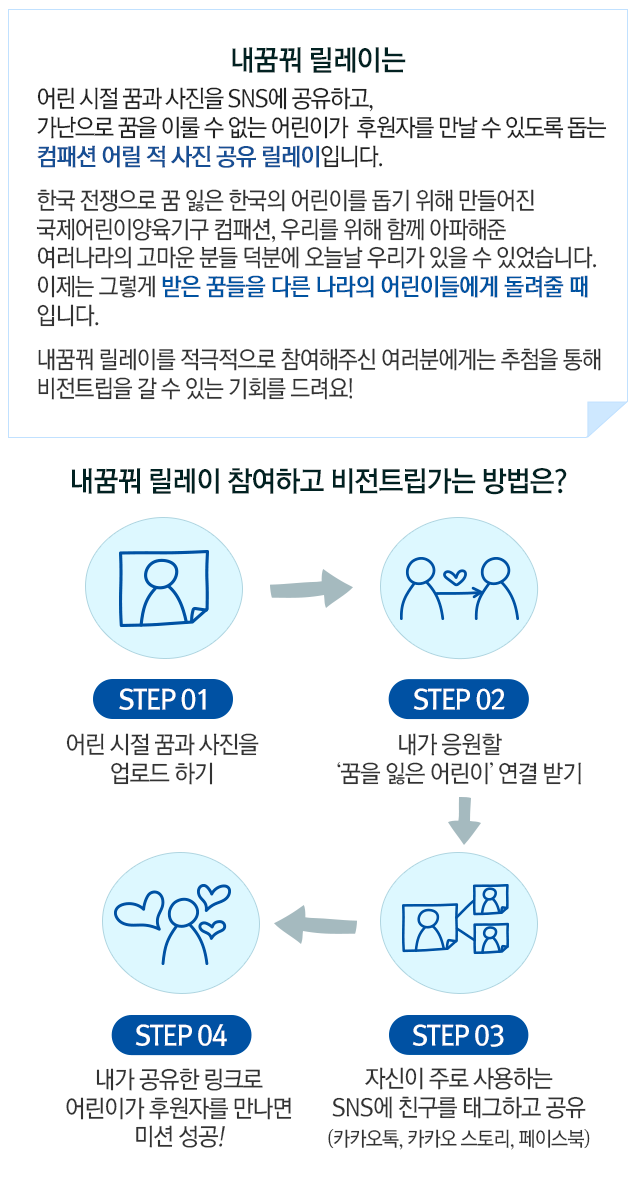 내꿈꿔 릴레이는
어린 시절 꿈과 사진을 SNS에 공유하고,
가난으로 꿈을 이룰 수 없는 어린이가 후원자를 만날 수 있도록 돕는
컴패션 어릴 적 사진 공유 릴레이입니다.
한국 전쟁으로 꿈 잃은 한국의 어린이를 돕기 위해 만들어진
국제어린이양육기구 컴패션, 우리를 위해 함께 아파해준
여러나라의 고마운 분들 덕분에 오늘날 우리가 있을 수 있었습니다.
이제는 그렇게 받은 꿈들을 다른 나라의 어린이들에게 돌려줄 때
입니다.
내꿈꿔 릴레이를 적극적으로 참여해주신 여러분에게는 추첨을 통해
비전트립을 갈 수 있는 기회를 드려요!
내꿈꿔 릴레이 참여하고 비전트립가는 방법은?
STEP 01
어린 시절 꿈과 사진을
업로드 하기
STEP 02
내가 응원할
‘꿈을 잃은 어린이’ 연결 받기
STEP 03
자신이 주로 사용하는
SNS에 친구를 태그하고 공유
(카카오톡, 카카오 스토리, 페이스북)
STEP 04
내가 공유한 링크로
어린이가 후원자를 만나면
미션 성공!